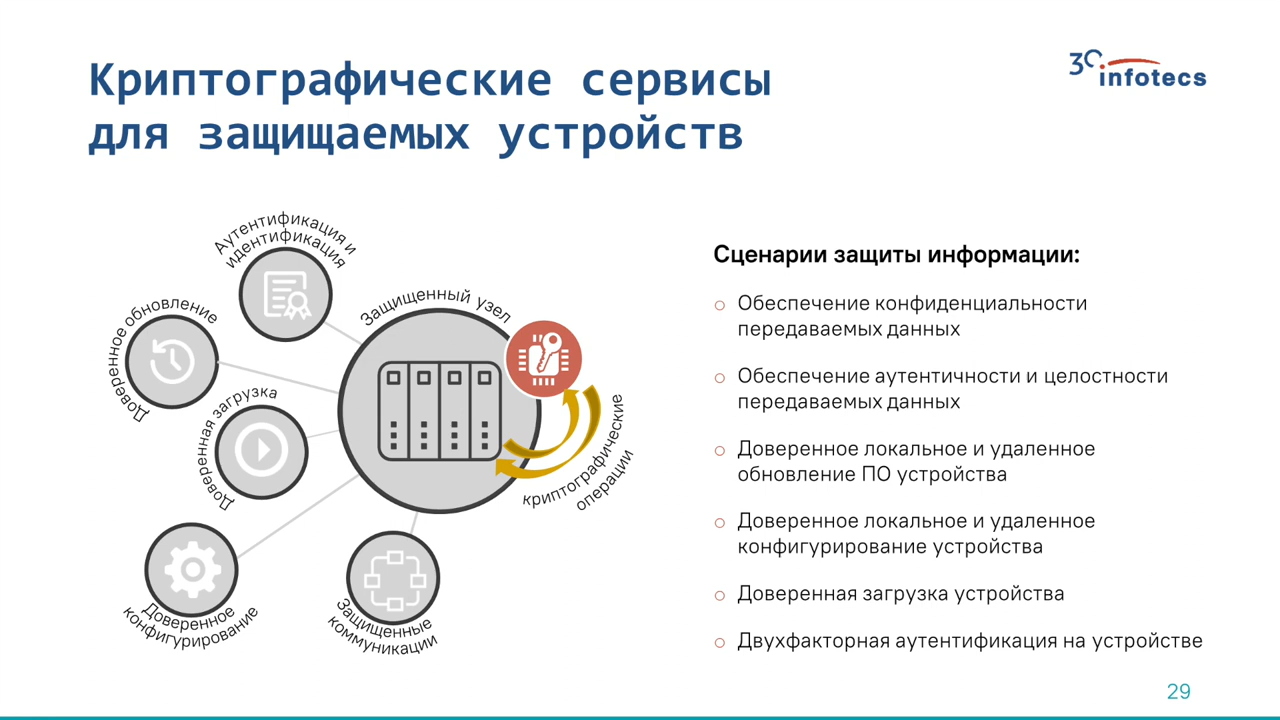 Криптографические сервисы
для защищаемых устройств
30
infotecs
Аутентификация и
идентификация
Доверенное обновление
Доверенная загрузка
Защищенный узел
криптографические
операции
Доверенное
конфигурирование
Защищенные
коммуникации
Сценарии защиты информации:
Обеспечение конфиденциальности
передаваемых данных
Обеспечение аутентичности и целостности
передаваемых данных
Доверенное локальное и удаленное
обновление ПО устройства
Доверенное локальное и удаленное
конфигурирование устройства
Доверенная загрузка устройства
Двухфакторная аутентификация на устройстве
29